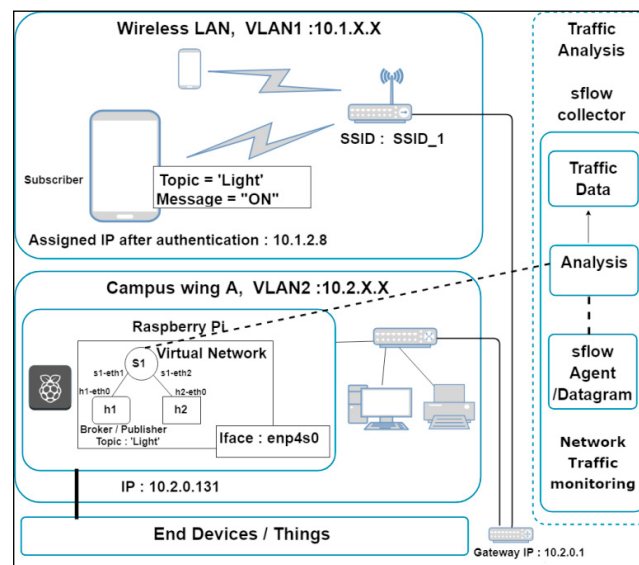 Wireless LAN, VLAN1 :10.1.X.X
SSID : SSID_1
Subscriber
Topic = 'Light'
Message = "ON"
Assigned IP after authentication : 10.1.2.8
Campus wing A, VLAN2 : 10.2.X.X
Raspberry Pi
Virtual Network
S1
s1-eth1
s1-eth2
h1-eth0
h2-eth0
h1
h2
Broker / Publisher
Topic : 'Light'
Iface : enp4s0
IP : 10.2.0.131
End Devices / Things
Gateway IP : 10.2.0.1
Traffic
Analysis
sflow
collector
Traffic
Data
Analysis
sflow
Agent
/Datagram
Network
Traffic
monitoring